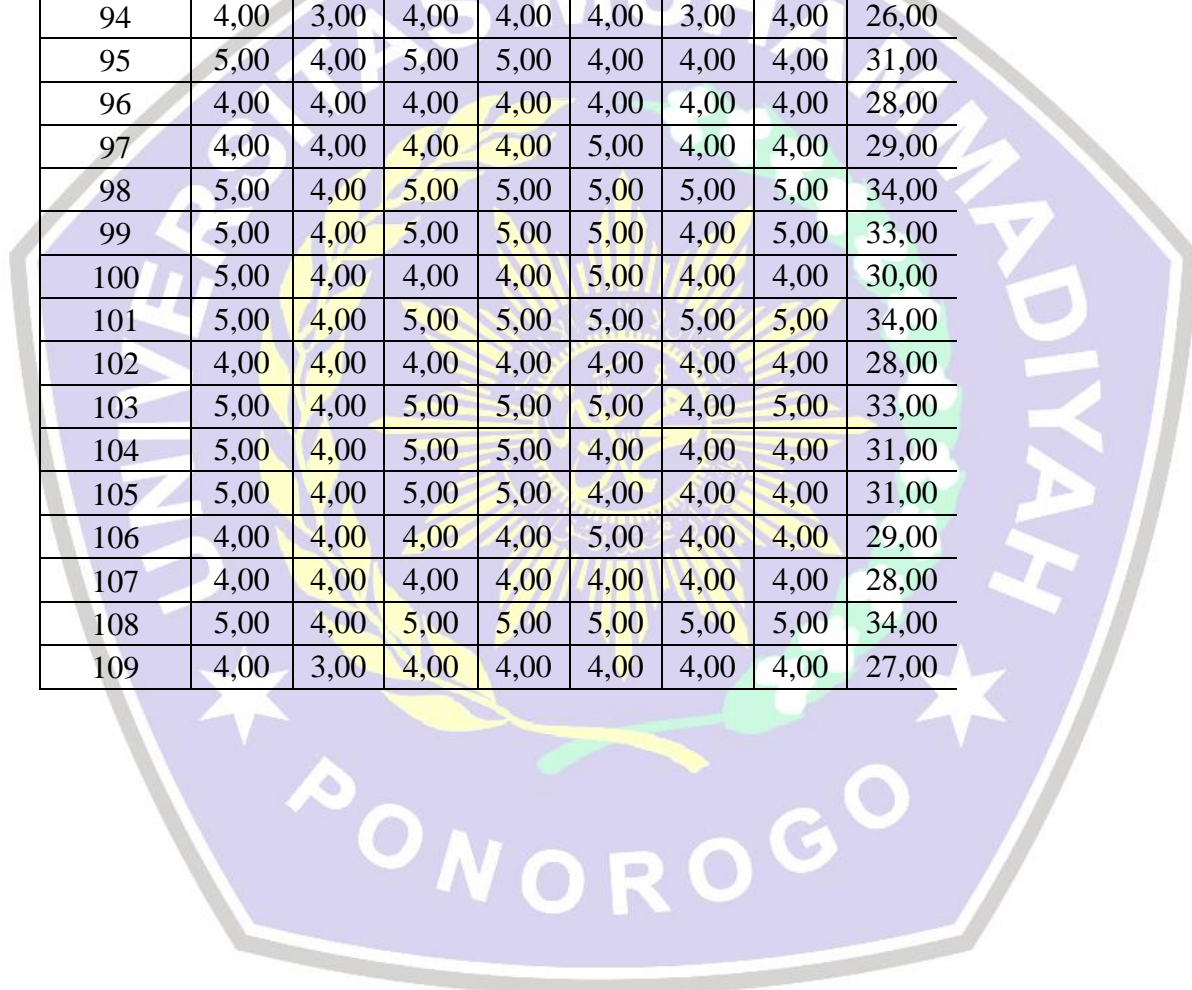 94 4,00 3,00 4,00 4,00 4,00 3,00 4,00 26,00
95 5,00 4,00 5,00 5,00 4,00 4,00 4,00 31,00
96 4,00 4,00 4,00 4,00 4,00 4,00 4,00 28,00
97 4,00 4,00 4,00 4,00 5,00 4,00 4,00 29,00
98 5,00 4,00 5,00 5,00 5,00 5,00 5,00 34,00
99 5,00 4,00 5,00 5,00 5,00 4,00 5,00 33,00
100 5,00 4,00 4,00 4,00 5,00 4,00 4,00 30,00
101 5,00 4,00 5,00 5,00 5,00 5,00 5,00 34,00
102 4,00 4,00 4,00 4,00 4,00 4,00 4,00 28,00
103 5,00 4,00 5,00 5,00 5,00 4,00 5,00 33,00
104 5,00 4,00 5,00 5,00 4,00 4,00 4,00 31,00
105 5,00 4,00 5,00 5,00 4,00 4,00 4,00 31,00
106 4,00 4,00 4,00 4,00 5,00 4,00 4,00 29,00
107 4,00 4,00 4,00 4,00 4,00 4,00 4,00 28,00
108 5,00 4,00 5,00 5,00 5,00 5,00 5,00 34,00
109 4,00 3,00 4,00 4,00 4,00 4,00 4,00 27,00
UNIVERSITAS MUHAMMADIYAH
PONOROGO